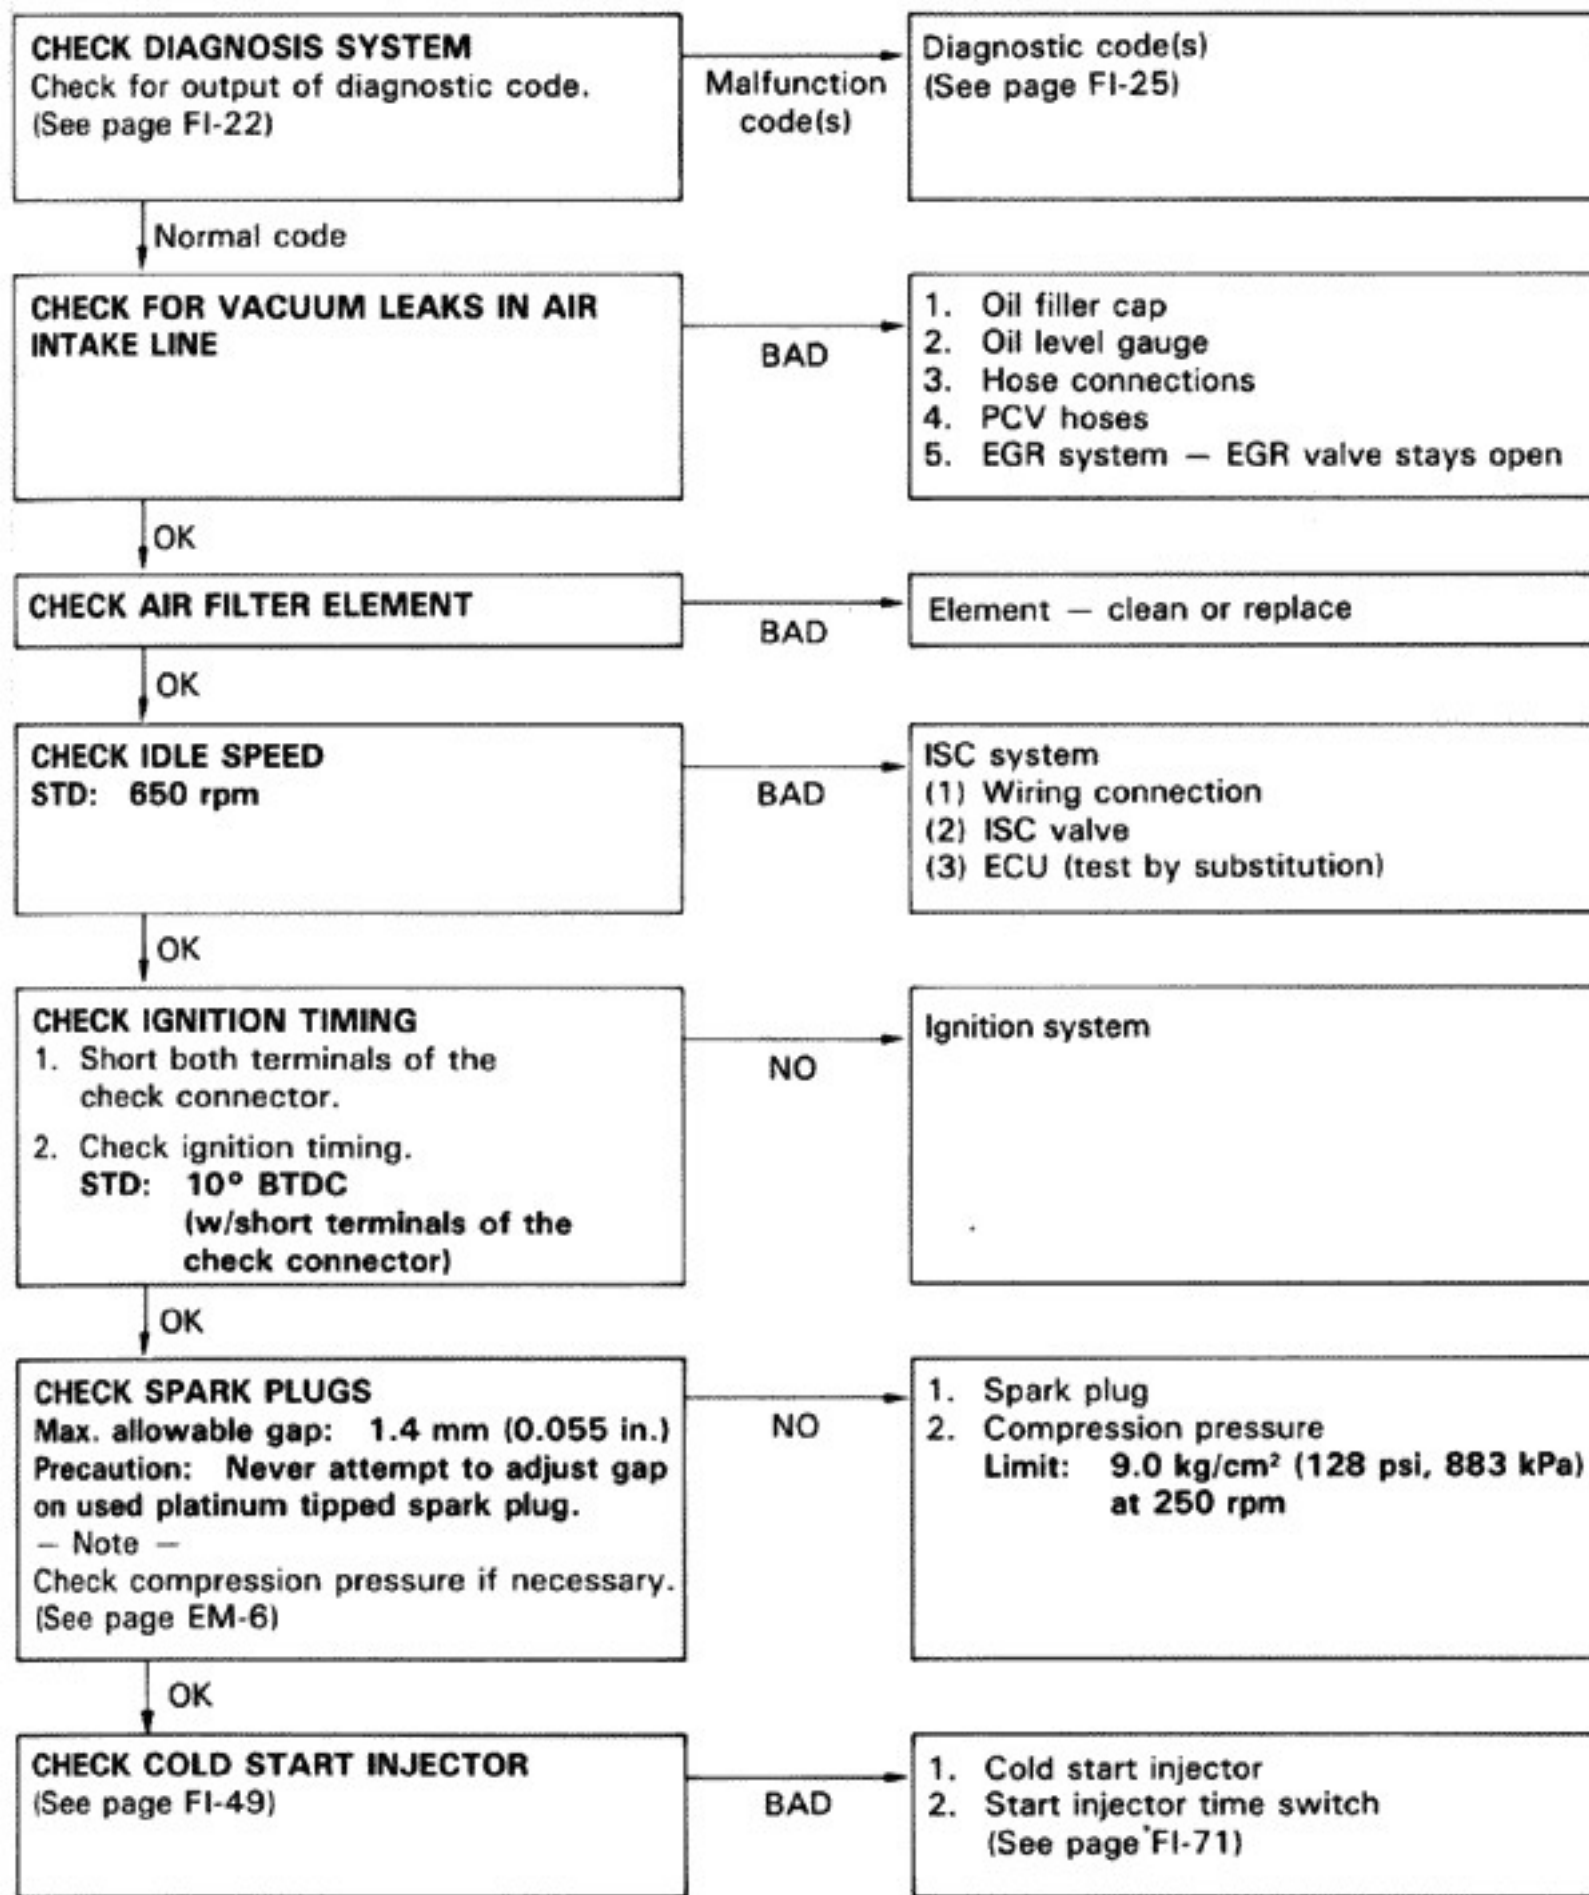 CHECK DIAGNOSIS SYSTEM
Check for output of diagnostic code.
(See page FI-22)
Malfunction
code(s)
Diagnostic code(s)
(See page FI-25)
Normal code
CHECK FOR VACUUM LEAKS IN AIR
INTAKE LINE
BAD
1. Oil filler cap
2. Oil level gauge
3. Hose connections
4. PCV hoses
5. EGR system — EGR valve stays open
OK
CHECK AIR FILTER ELEMENT
BAD
Element — clean or replace
OK
CHECK IDLE SPEED
STD: 650 rpm
BAD
ISC system
(1) Wiring connection
(2) ISC valve
(3) ECU (test by substitution)
OK
CHECK IGNITION TIMING
1. Short both terminals of the
check connector.
2. Check ignition timing.
STD: 10° BTDC
(w/short terminals of the
check connector)
NO
Ignition system
OK
CHECK SPARK PLUGS
Max. allowable gap: 1.4 mm (0.055 in.)
Precaution: Never attempt to adjust gap
on used platinum tipped spark plug.
— Note —
Check compression pressure if necessary.
(See page EM-6)
NO
1. Spark plug
2. Compression pressure
Limit: 9.0 kg/cm² (128 psi, 883 kPa)
at 250 rpm
OK
CHECK COLD START INJECTOR
(See page FI-49)
BAD
1. Cold start injector
2. Start injector time switch
(See page FI-71)